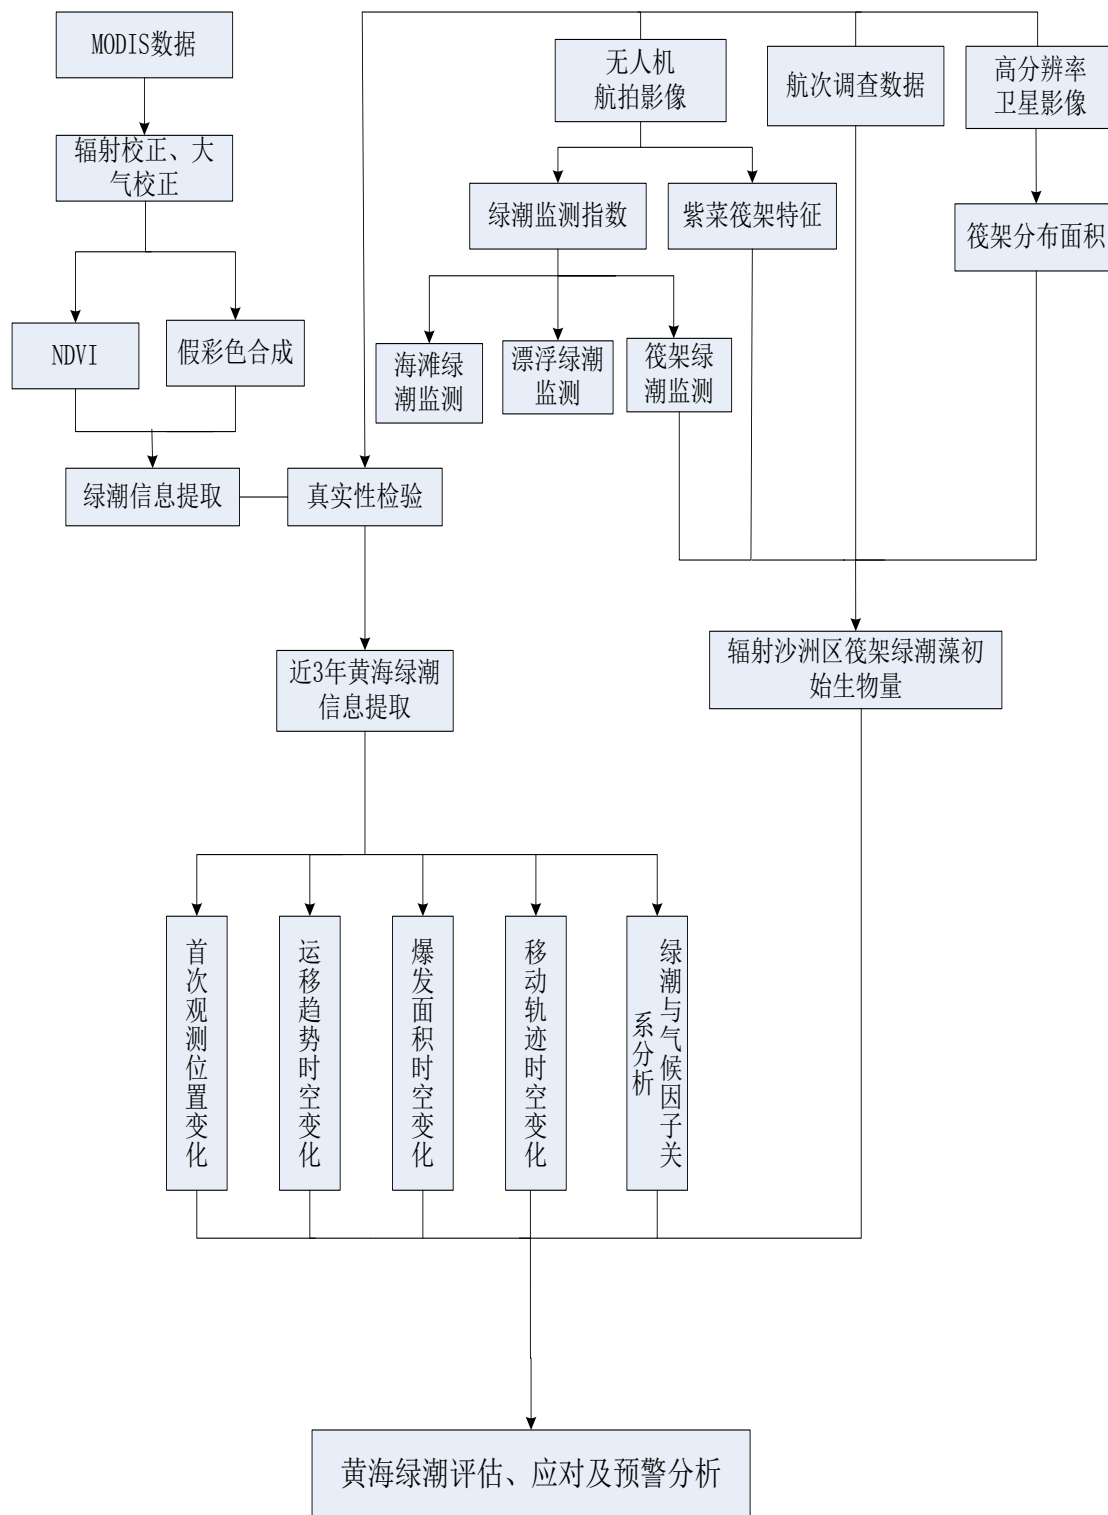 MODIS数据
无人机
航拍影像
航次调查数据
高分辨率
卫星影像
辐射校正、大
气校正
绿潮监测指数
紫菜筏架特征
筏架分布面积
NDVI
假彩色合成
海滩绿
潮监测
漂浮绿潮
监测
筏架绿
潮监测
绿潮信息提取
真实性检验
近3年黄海绿潮
信息提取
辐射沙洲区筏架绿潮藻初
始生物量
首次观测位置变化
运移趋势时空变化
爆发面积时空变化
移动轨迹时空变化
绿潮与气候因子关
系分析
黄海绿潮评估、应对及预警分析